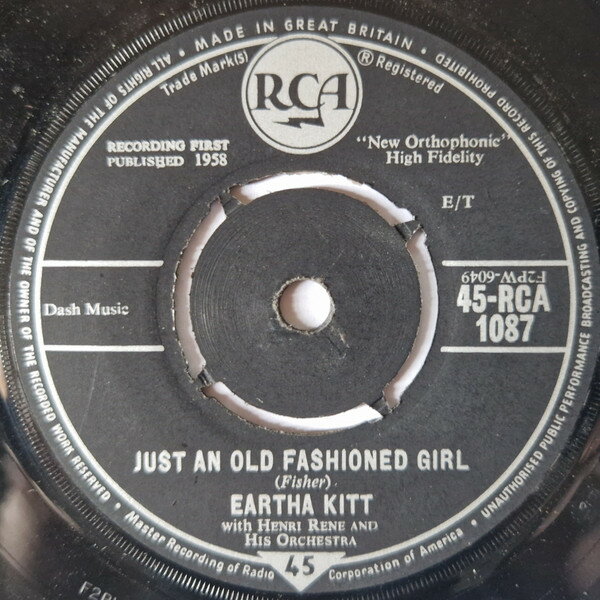 ALL RIGHTS OF THE MANUFACTURER AND OF THE OWNER OF THE RECORDED WORK RESERVED • MADE IN GREAT BRITAIN • UNAUTHORISED PUBLIC PERFORMANCE BROADCASTING AND COPYING OF THIS RECORD PROHIBITED
Trade Mark(s)
RCA
® Registered
RECORDING FIRST
PUBLISHED 1958
"New Orthophonic"
High Fidelity
E/T
Dash Music
F2PW-6049
45-RCA
1087
JUST AN OLD FASHIONED GIRL
(Fisher)
EARTHA KITT
with HENRI RENE AND
HIS ORCHESTRA
Master Recording of Radio Corporation of America
45